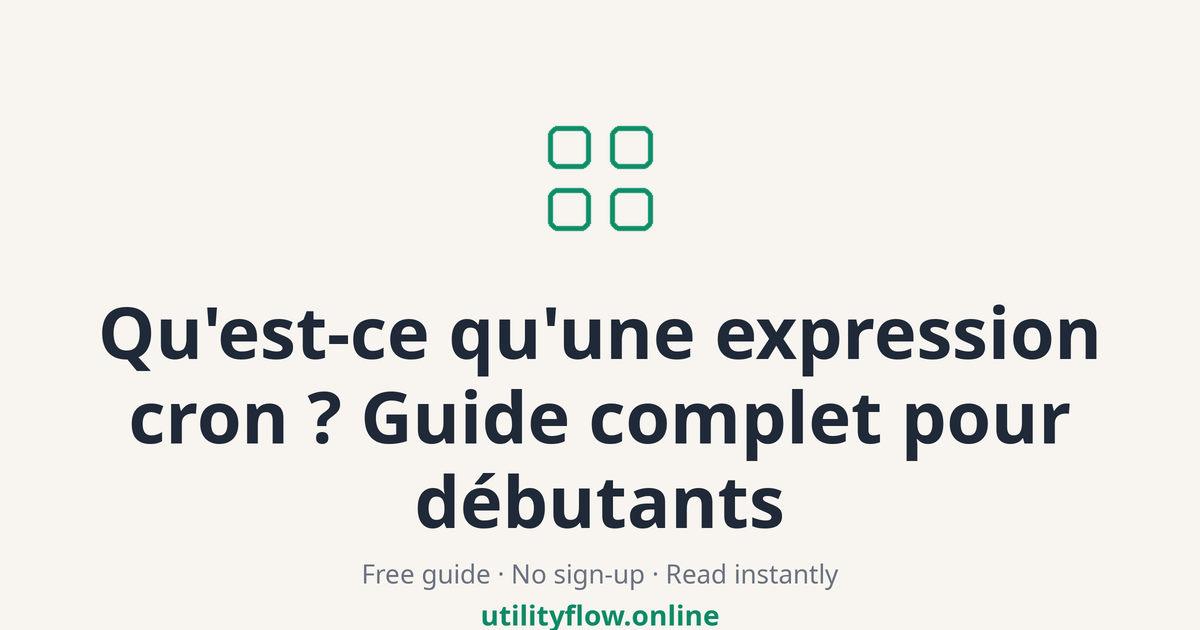 Qu'est-ce qu'une expression
cron ? Guide complet pour
débutants
Free guide · No sign-up · Read instantly
utilityflow.online